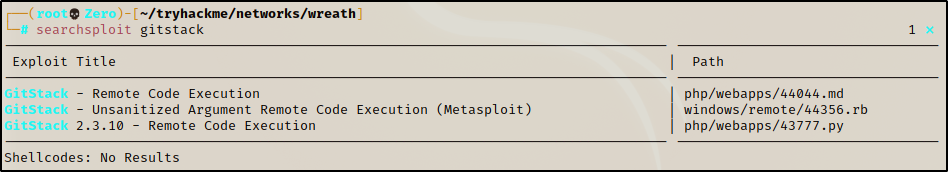 ┌──(root💀Zero)-[~/tryhackme/networks/wreath]
└─# searchsploit gitstack 1 ⨯
Exploit Title | Path
GitStack - Remote Code Execution | php/webapps/44044.md
GitStack - Unsanitized Argument Remote Code Execution (Metasploit) | windows/remote/44356.rb
GitStack 2.3.10 - Remote Code Execution | php/webapps/43777.py
Shellcodes: No Results